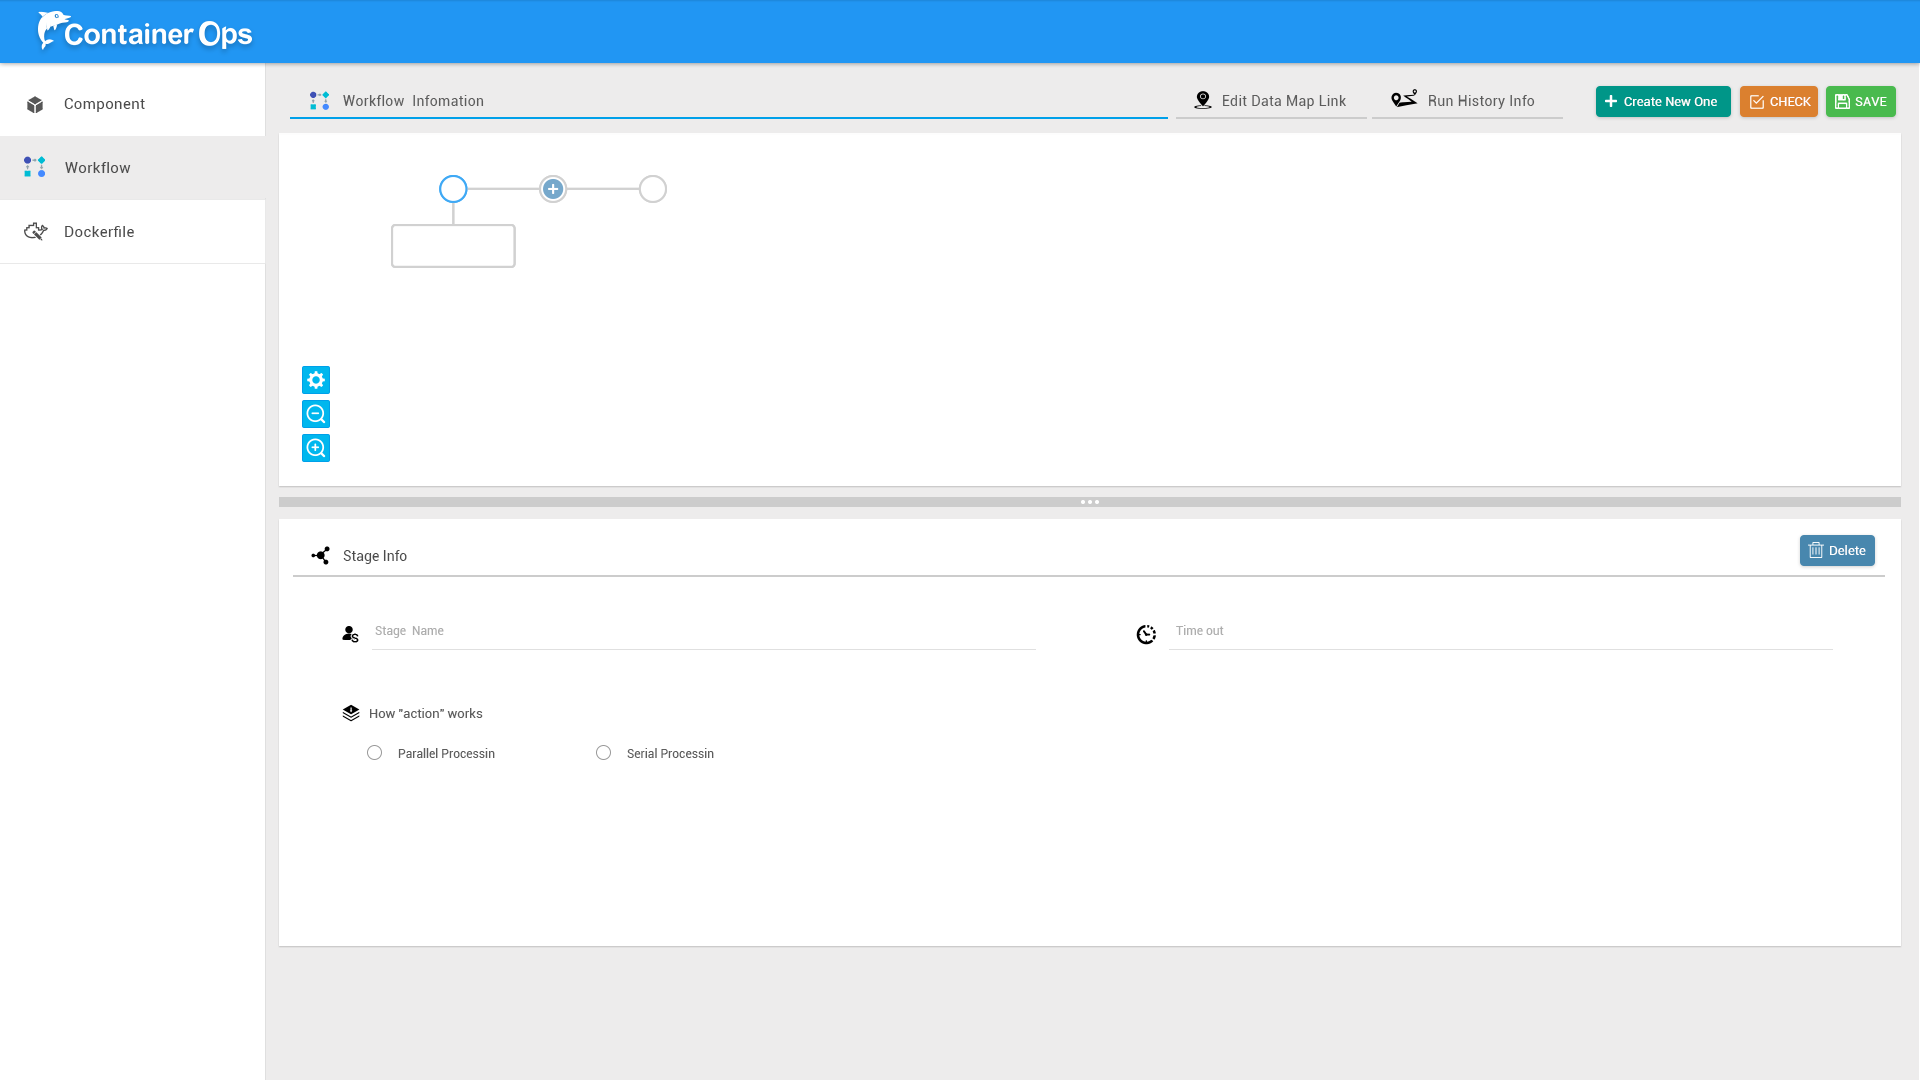 Container Ops
Component
Workflow
Dockerfile
Workflow Infomation
Edit Data Map Link
Run History Info
Create New One
CHECK
SAVE
Stage Info
Delete
Stage Name
Time out
How "action" works
Parallel Processin
Serial Processin